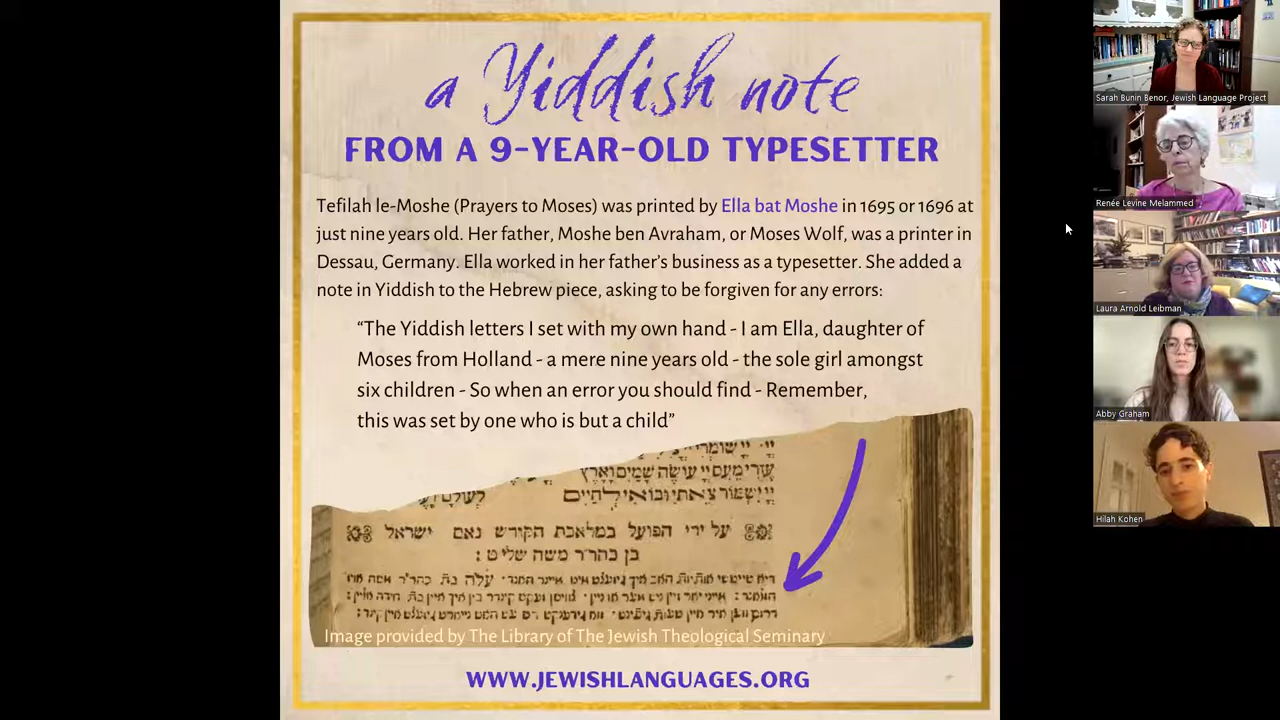 a Yiddish note
FROM A 9-YEAR-OLD TYPESETTER
Tefilah le-Moshe (Prayers to Moses) was printed by Ella bat Moshe in 1695 or 1696 at
just nine years old. Her father, Moshe ben Avraham, or Moses Wolf, was a printer in
Dessau, Germany. Ella worked in her father's business as a typesetter. She added a
note in Yiddish to the Hebrew piece, asking to be forgiven for any errors:
“The Yiddish letters I set with my own hand - I am Ella, daughter of
Moses from Holland - a mere nine years old - the sole girl amongst
six children - So when an error you should find - Remember,
this was set by one who is but a child”
עושה שמים וארץ
לעולם
על ידי הפועל במלאכת הקודש נאם ישראל
בן כהר״ר משה שליט :
Image provided by The Library of The Jewish Theological Seminary
WWW.JEWISHLANGUAGES.ORG
Sarah Bunin Benor, Jewish Language Project
Renée Levine Melammed
Laura Arnold Leibman
Abby Graham
Hilah Kohen